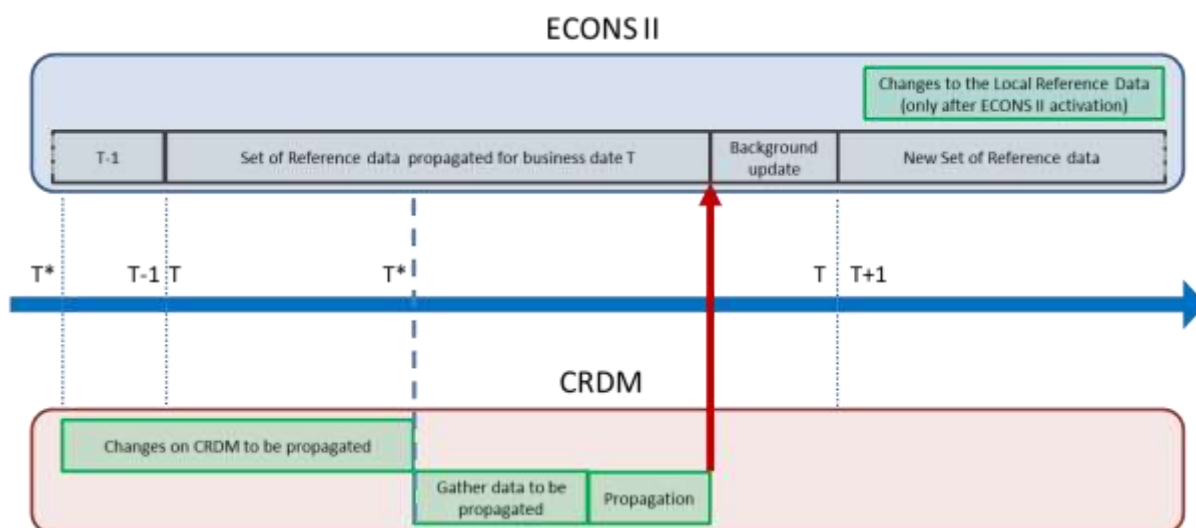 ECONS II
Changes to the Local Reference Data
(only after ECONS II activation)
T-1
Set of Reference data propagated for business date T
Background
update
New Set of Reference data
T*
T-1
T
T*
T
T+1
CRDM
Changes on CRDM to be propagated
Gather data to be
propagated
Propagation